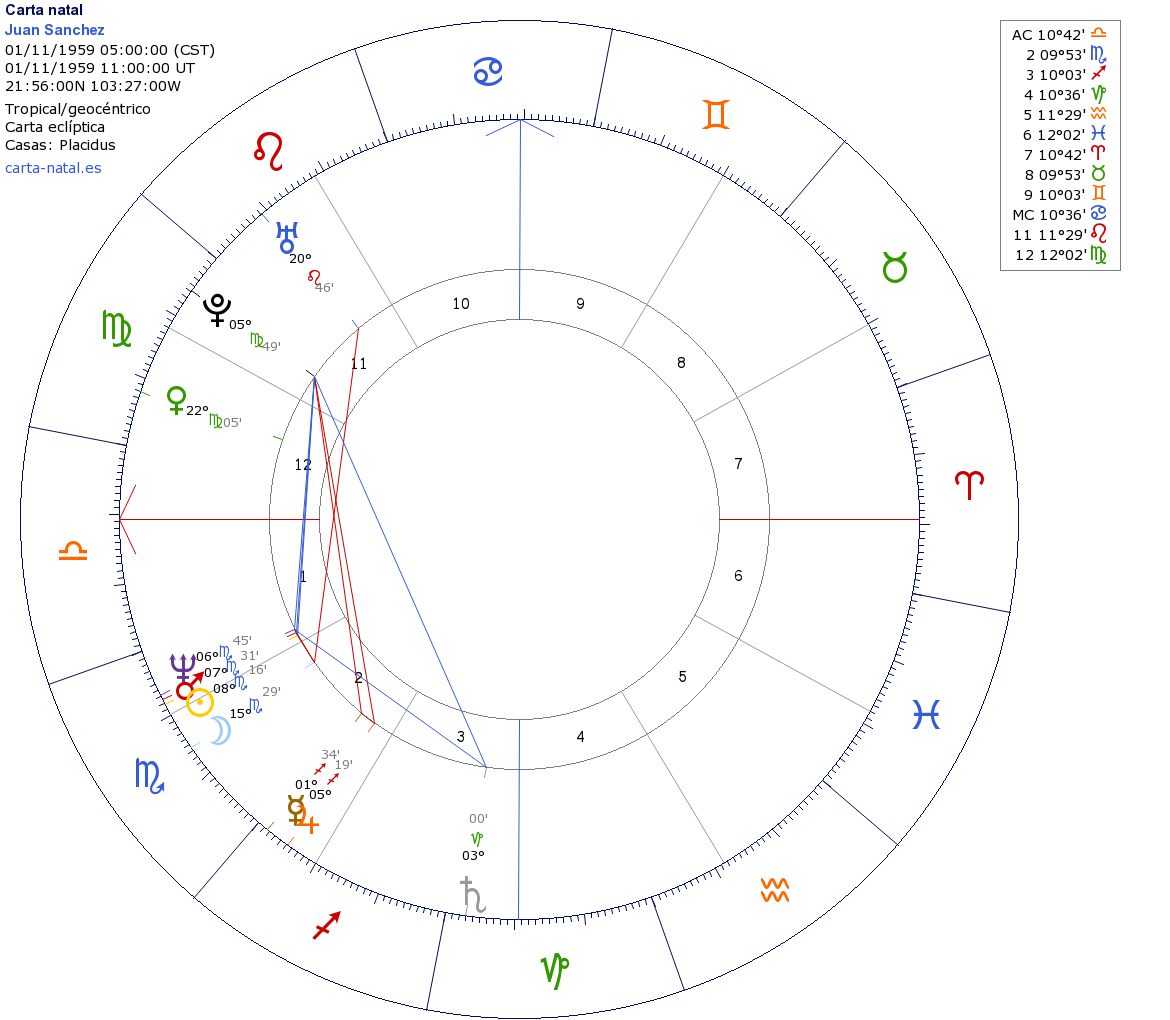 Carta natal
Juan Sanchez
01/11/1959 05:00:00 (CST)
01/11/1959 11:00:00 UT
21:56:00N 103:27:00W
Tropical/geocéntrico
Carta eclíptica
Casas: Placidus
carta-natal.es
AC 10°42' ♎
2 09°53' ♏
3 10°03' ♐
4 10°36' ♑
5 11°29' ♒
6 12°02' ♓
7 10°42' ♈
8 09°53' ♉
9 10°03' ♊
MC 10°36' ♋
11 11°29' ♌
12 12°02' ♍
♋
♊
♌
♉
♍
♈
♎
♓
♏
♒
♐
♑
♅ 20° ♌ 46'
♇ 05° ♍ 49'
♀ 22° ♍ 05'
♆ 06° ♏ 45'
♂ 07° ♏ 31'
☉ 08° ♏ 16'
☽ 15° ♏ 29'
☿ 01° ♐ 34'
♃ 05° ♐ 19'
♄ 03° ♑ 00'
10
9
11
8
12
7
1
6
2
5
3
4